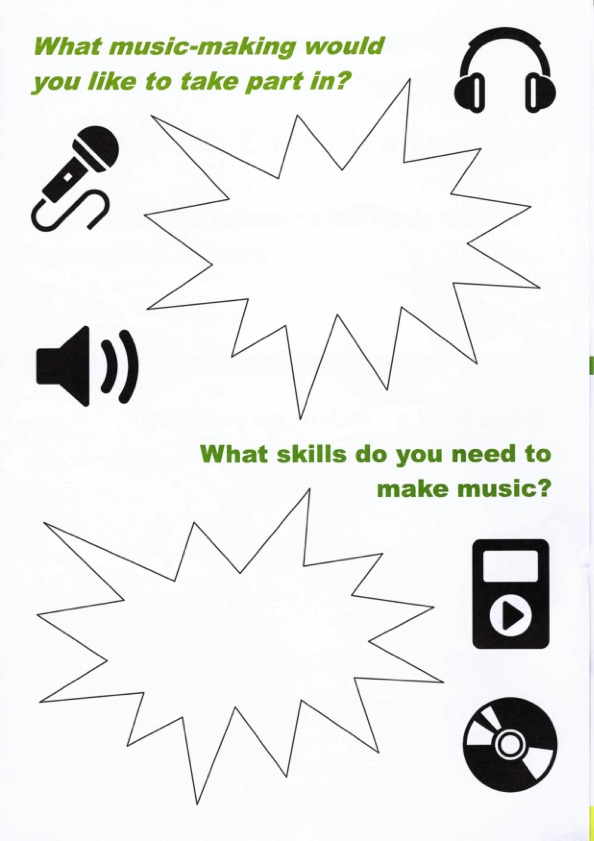 What music-making would
you like to take part in?
What skills do you need to
make music?